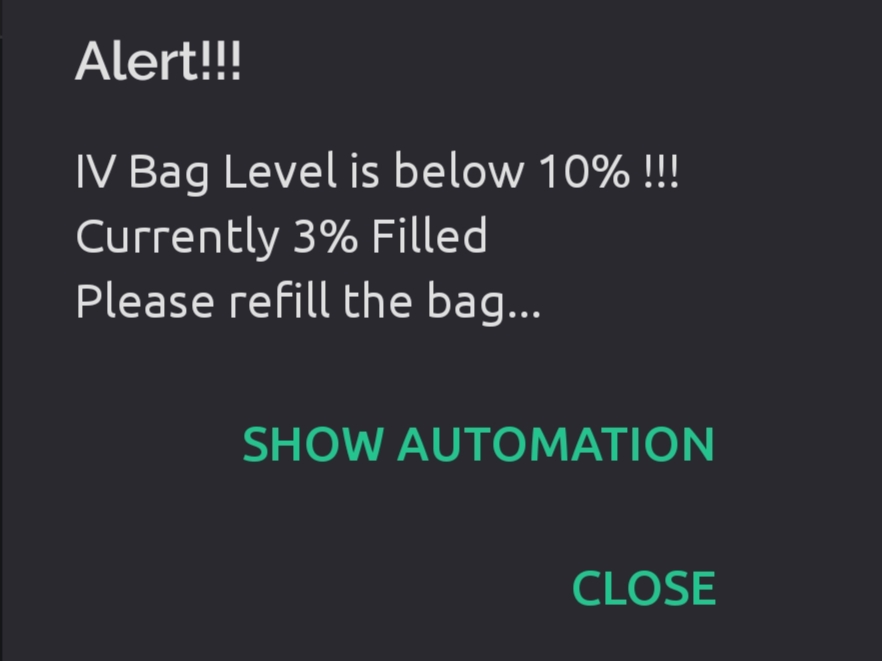 Alert!!!
IV Bag Level is below 10% !!!
Currently 3% Filled
Please refill the bag...
SHOW AUTOMATION
CLOSE